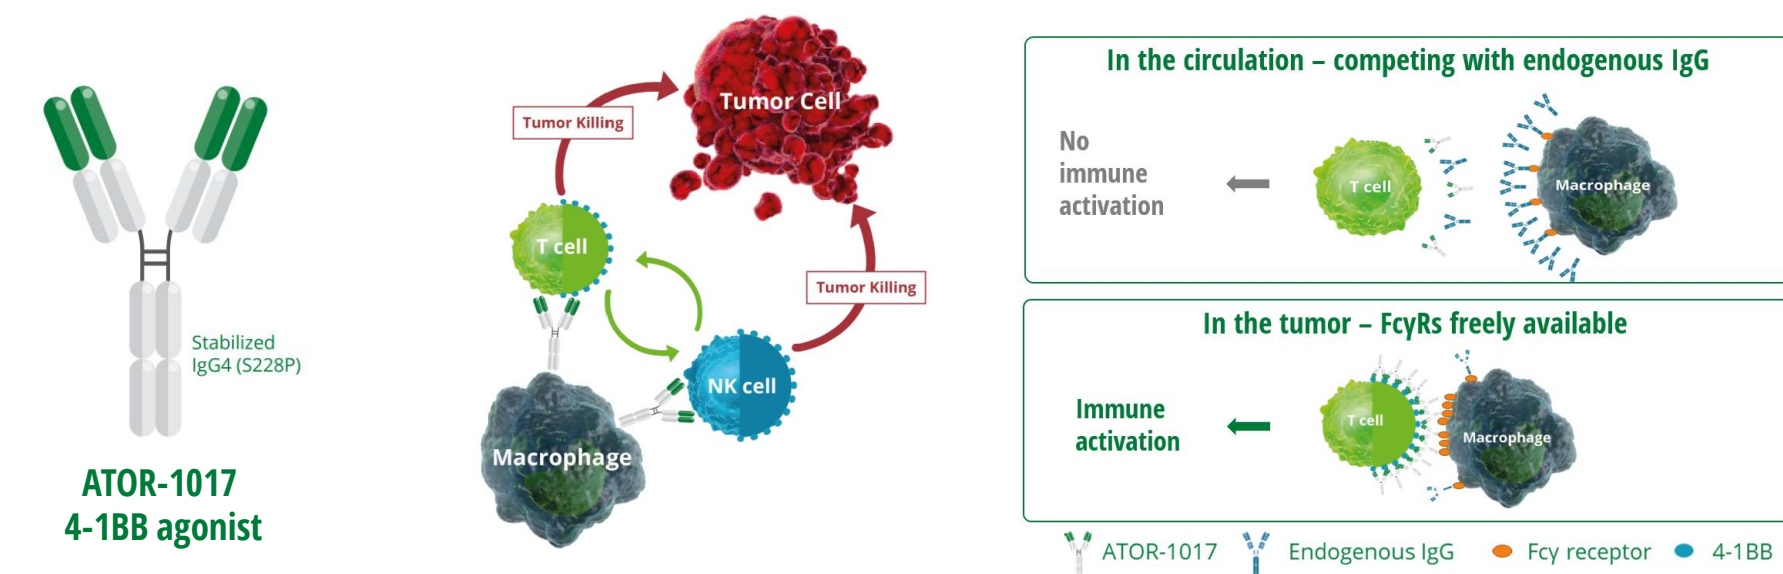 Stabilized
IgG4 (S228P)
ATOR-1017
4-1BB agonist
Tumor Cell
Tumor Killing
T cell
Tumor Killing
NK cell
Macrophage
In the circulation – competing with endogenous IgG
No
immune
activation
T cell
Macrophage
In the tumor – FcγRs freely available
Immune
activation
T cell
Macrophage
ATOR-1017
Endogenous IgG
Fcγ receptor
4-1BB